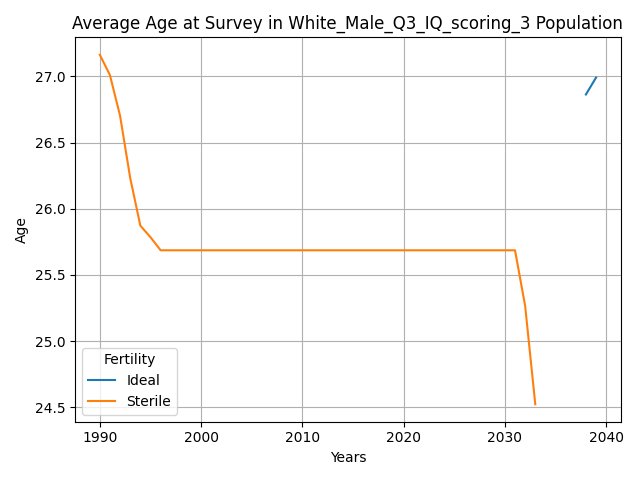 Average Age at Survey in White_Male_Q3_IQ_scoring_3 Population
27.0
26.5
26.0
25.5
25.0
24.5
Age
Fertility
Ideal
Sterile
1990 2000 2010 2020 2030 2040
Years